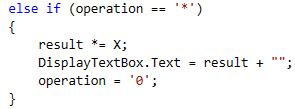 else if (operation == '*')
{
result *= X;
DisplayTextBox.Text = result + "";
operation = '0';
}